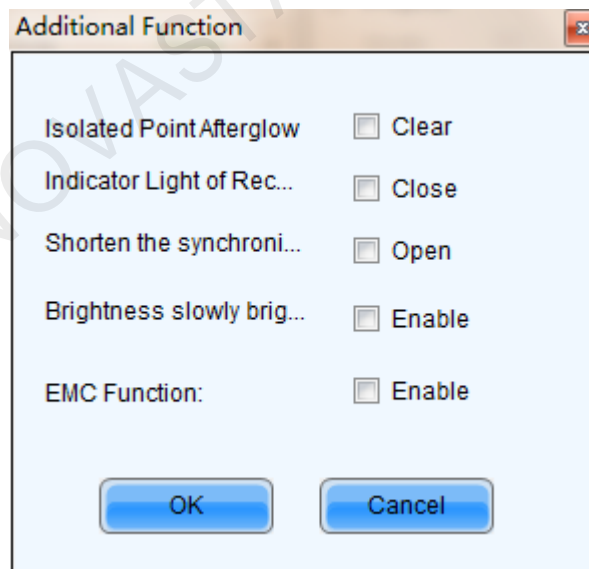 Additional Function
Isolated Point Afterglow Clear
Indicator Light of Rec... Close
Shorten the synchroni... Open
Brightness slowly brig... Enable
EMC Function: Enable
OK Cancel